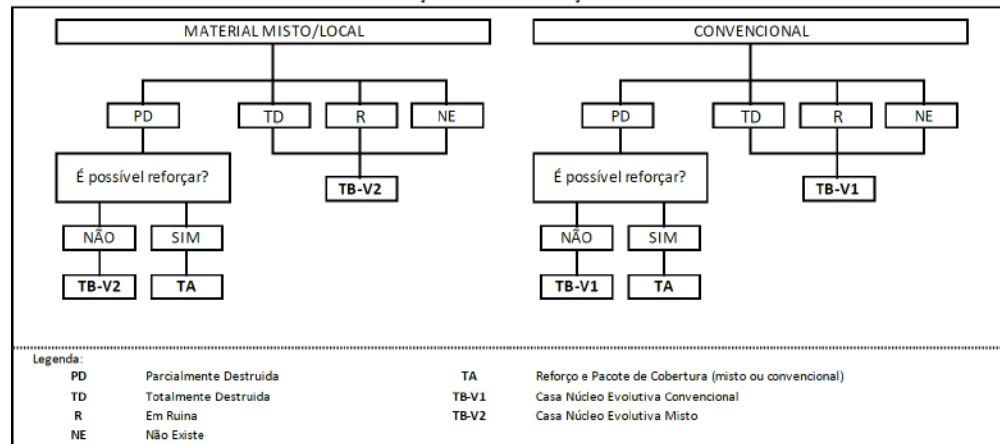 MATERIAL MISTO/LOCAL
CONVENCIONAL
PD TD R NE
PD TD R NE
É possível reforçar?
TB-V2
É possível reforçar?
TB-V1
NÃO SIM
NÃO SIM
TB-V2 TA
TB-V1 TA
Legenda:
PD Parcialmente Destruida
TA Reforço e Pacote de Cobertura (misto ou convencional)
TD Totalmente Destruida
TB-V1 Casa Núcleo Evolutiva Convencional
R Em Ruina
TB-V2 Casa Núcleo Evolutiva Misto
NE Não Existe